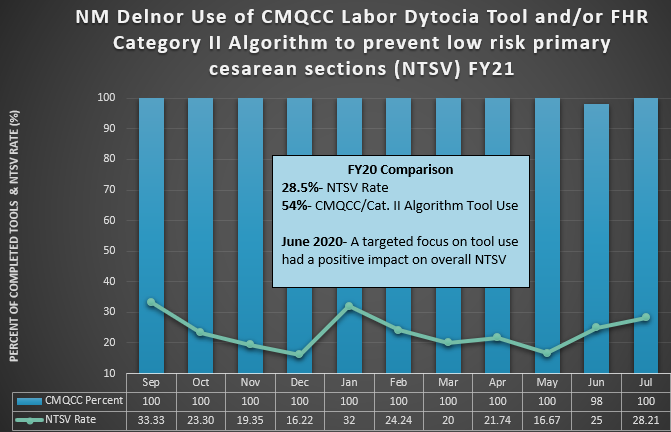 NM Delnor Use of CMQCC Labor Dytocia Tool and/or FHR
Category II Algorithm to prevent low risk primary
cesarean sections (NTSV) FY21
PERCENT OF COMPLETED TOOLS & NTSV RATE (%)
100
90
80
70
60
50
40
30
20
10
FY20 Comparison
28.5%- NTSV Rate
54%- CMQCC/Cat. II Algorithm Tool Use
June 2020- A targeted focus on tool use
had a positive impact on overall NTSV
Sep Oct Nov Dec Jan Feb Mar Apr May Jun Jul
CMQCC Percent 100 100 100 100 100 100 100 100 100 98 100
NTSV Rate 33.33 23.30 19.35 16.22 32 24.24 20 21.74 16.67 25 28.21